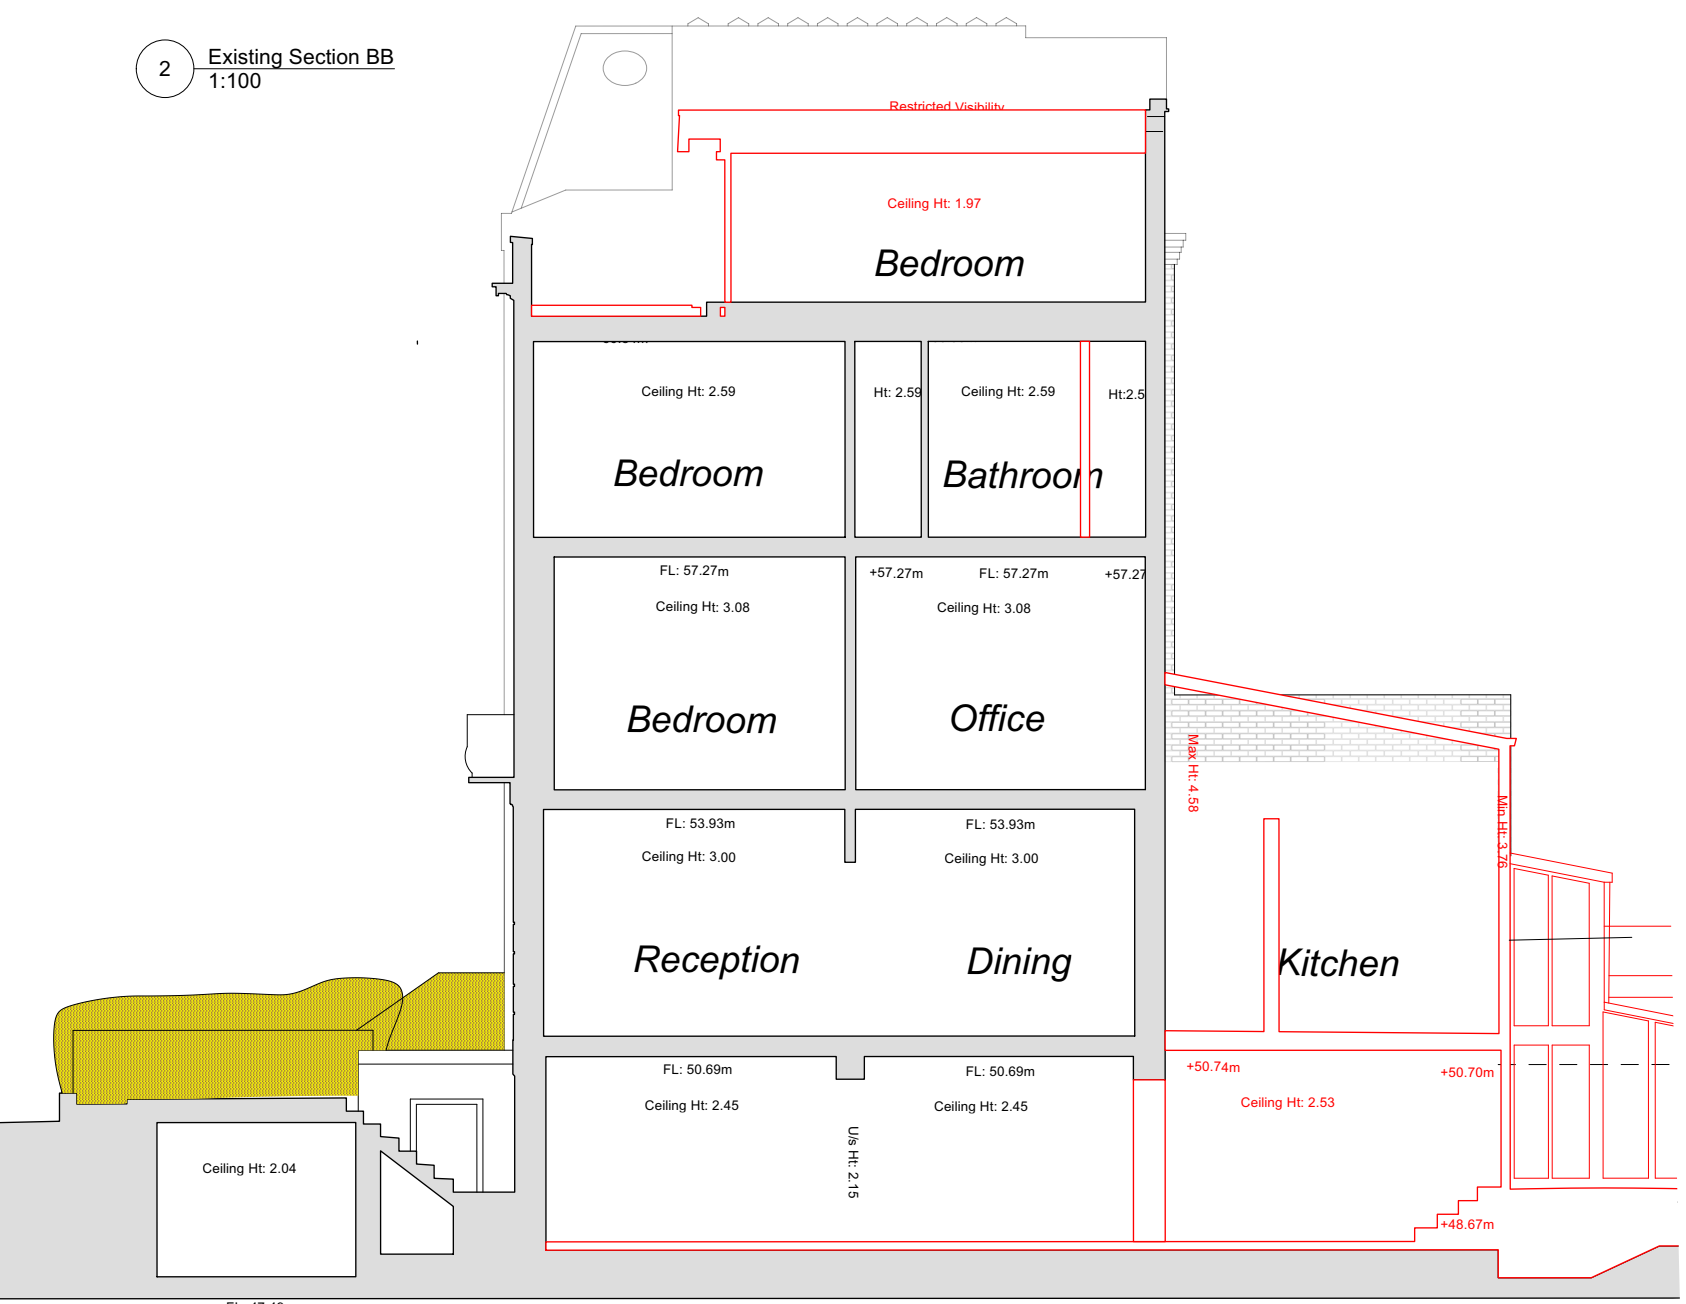 2
Existing Section BB
1:100
Restricted Visibility
Ceiling Ht: 1.97
Bedroom
Ceiling Ht: 2.59
Ht: 2.59
Ceiling Ht: 2.59
Ht:2.5
Bedroom
Bathroom
FL: 57.27m
+57.27m
FL: 57.27m
+57.27
Ceiling Ht: 3.08
Ceiling Ht: 3.08
Bedroom
Office
Max Ht: 4.58
Min Ht: 3.76
FL: 53.93m
FL: 53.93m
Ceiling Ht: 3.00
Ceiling Ht: 3.00
Reception
Dining
Kitchen
FL: 50.69m
FL: 50.69m
+50.74m
+50.70m
Ceiling Ht: 2.45
Ceiling Ht: 2.45
Ceiling Ht: 2.53
U/s Ht: 2.15
Ceiling Ht: 2.04
+48.67m